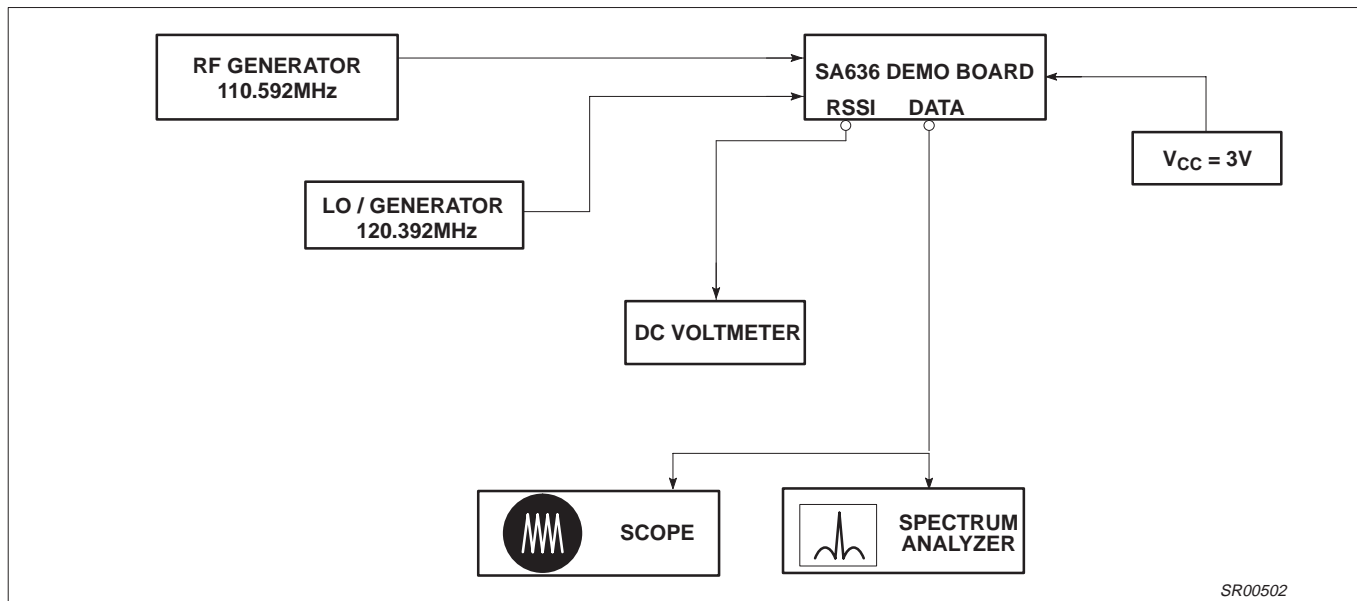 RF GENERATOR
110.592MHz
SA636 DEMO BOARD
RSSI DATA
VCC = 3V
LO / GENERATOR
120.392MHz
DC VOLTMETER
SCOPE
SPECTRUM
ANALYZER
SR00502